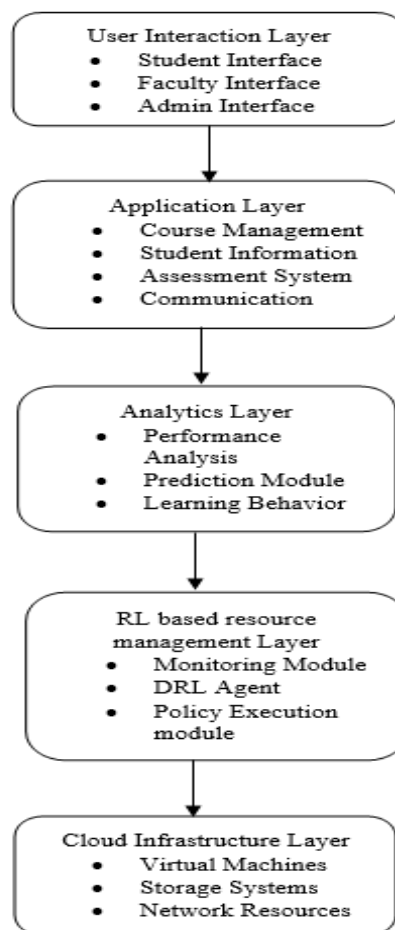 User Interaction Layer
• Student Interface
• Faculty Interface
• Admin Interface
Application Layer
• Course Management
• Student Information
• Assessment System
• Communication
Analytics Layer
• Performance
Analysis
• Prediction Module
• Learning Behavior
RL based resource
management Layer
• Monitoring Module
• DRL Agent
• Policy Execution
module
Cloud Infrastructure Layer
• Virtual Machines
• Storage Systems
• Network Resources